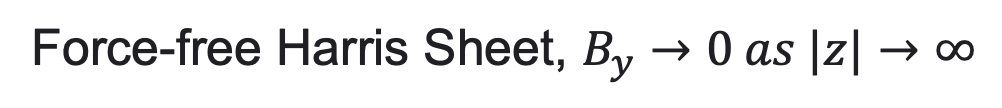 Force-free Harris Sheet, B_y → 0 as |z| → ∞